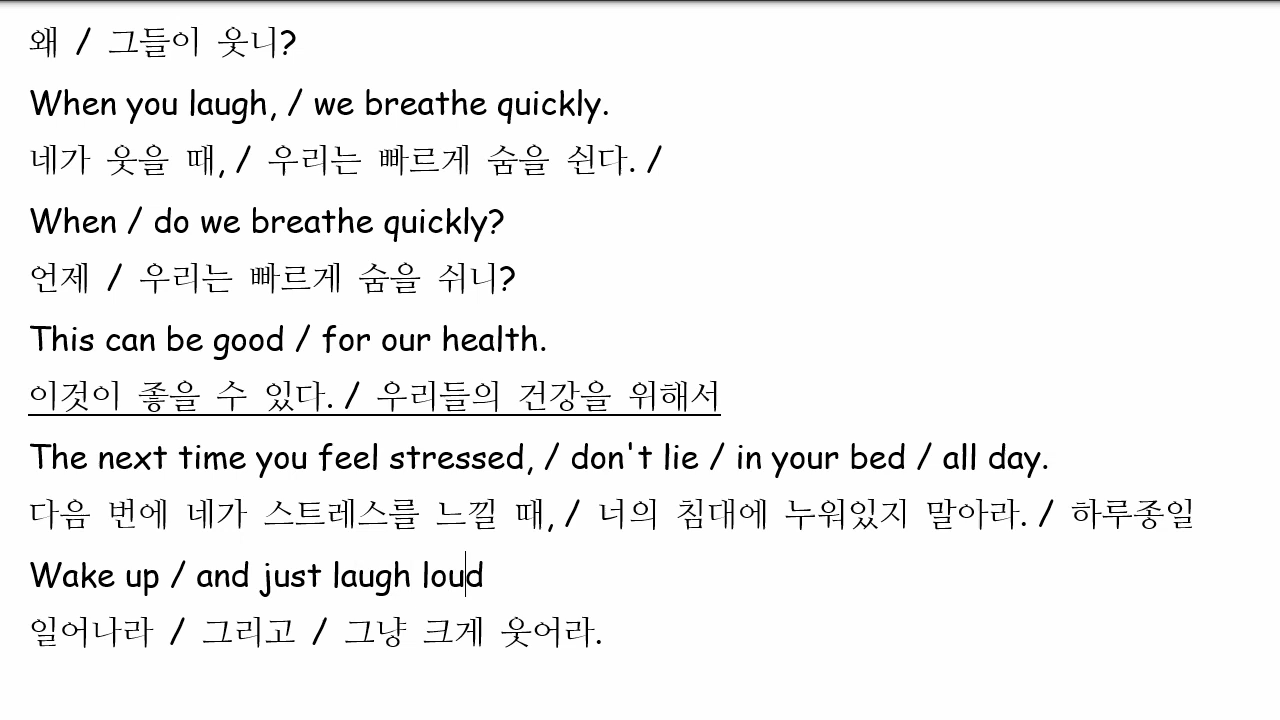 왜 / 그들이 웃니?
When you laugh, / we breathe quickly.
네가 웃을 때, / 우리는 빠르게 숨을 쉰다. /
When / do we breathe quickly?
언제 / 우리는 빠르게 숨을 쉬니?
This can be good / for our health.
이것이 좋을 수 있다. / 우리들의 건강을 위해서
The next time you feel stressed, / don't lie / in your bed / all day.
다음 번에 네가 스트레스를 느낄 때, / 너의 침대에 누워있지 말아라. / 하루종일
Wake up / and just laugh loud
일어나라 / 그리고 / 그냥 크게 웃어라.